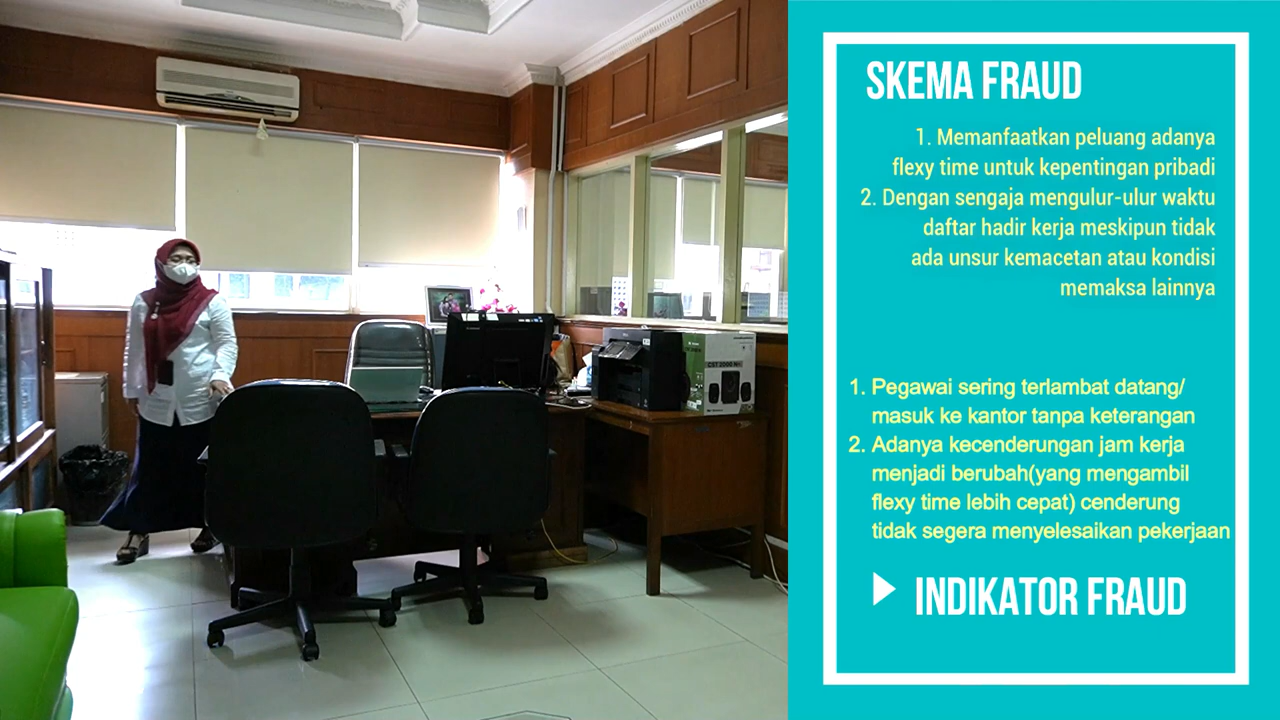 SKEMA FRAUD
1. Memanfaatkan peluang adanya
flexy time untuk kepentingan pribadi
2. Dengan sengaja mengulur-ulur waktu
daftar hadir kerja meskipun tidak
ada unsur kemacetan atau kondisi
memaksa lainnya
1. Pegawai sering terlambat datang/
masuk ke kantor tanpa keterangan
2. Adanya kecenderungan jam kerja
menjadi berubah(yang mengambil
flexy time lebih cepat) cenderung
tidak segera menyelesaikan pekerjaan
INDIKATOR FRAUD
CST 2000 N+